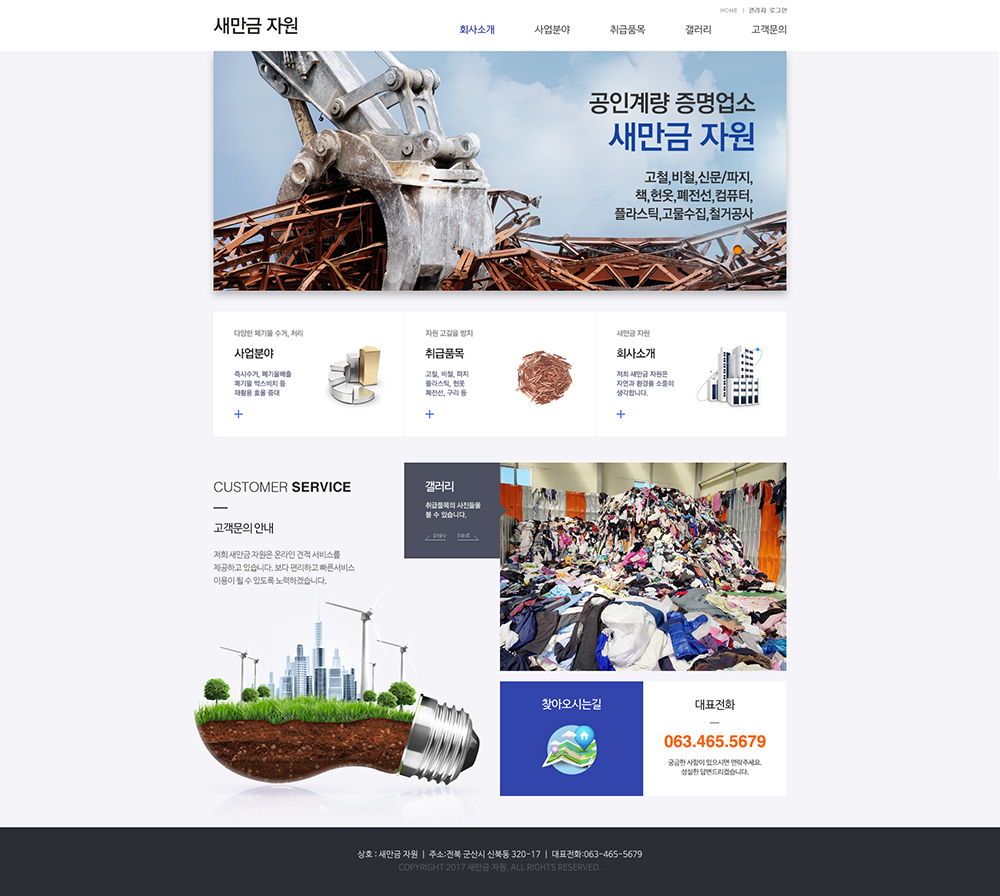 HOME | 관리자 로그인
새만금 자원
회사소개 사업분야 취급품목 갤러리 고객문의
공인계량 증명업소
새만금 자원
고철,비철,신문/파지,
책,헌옷,폐전선,컴퓨터,
플라스틱,고물수집,철거공사
다양한 폐기물 수거, 처리
사업분야
즉시수거, 폐기물배출
폐기물 박스비치 등
재활용 효율 증대
+
자원 고갈을 방지
취급품목
고철, 비철, 파지
플라스틱, 헌옷
폐전선, 구리 등
+
새만금 자원
회사소개
저희 새만금 자원은
자연과 환경을 소중히
생각합니다.
+
CUSTOMER SERVICE
고객문의 안내
저희 새만금 자원은 온라인 견적 서비스를
제공하고 있습니다. 보다 편리하고 빠른서비스
이용이 될 수 있도록 노력하겠습니다.
갤러리
취급품목의 사진들을
볼 수 있습니다.
prev next
찾아오시는길
대표전화
063.465.5679
궁금한 사항이 있으시면 연락주세요.
성실한 답변드리겠습니다.
상호 : 새만금 자원 | 주소:전북 군산시 신북동 320-17 | 대표전화:063-465-5679
COPYRIGHT 2017 새만금 자원. ALL RIGHTS RESERVED.